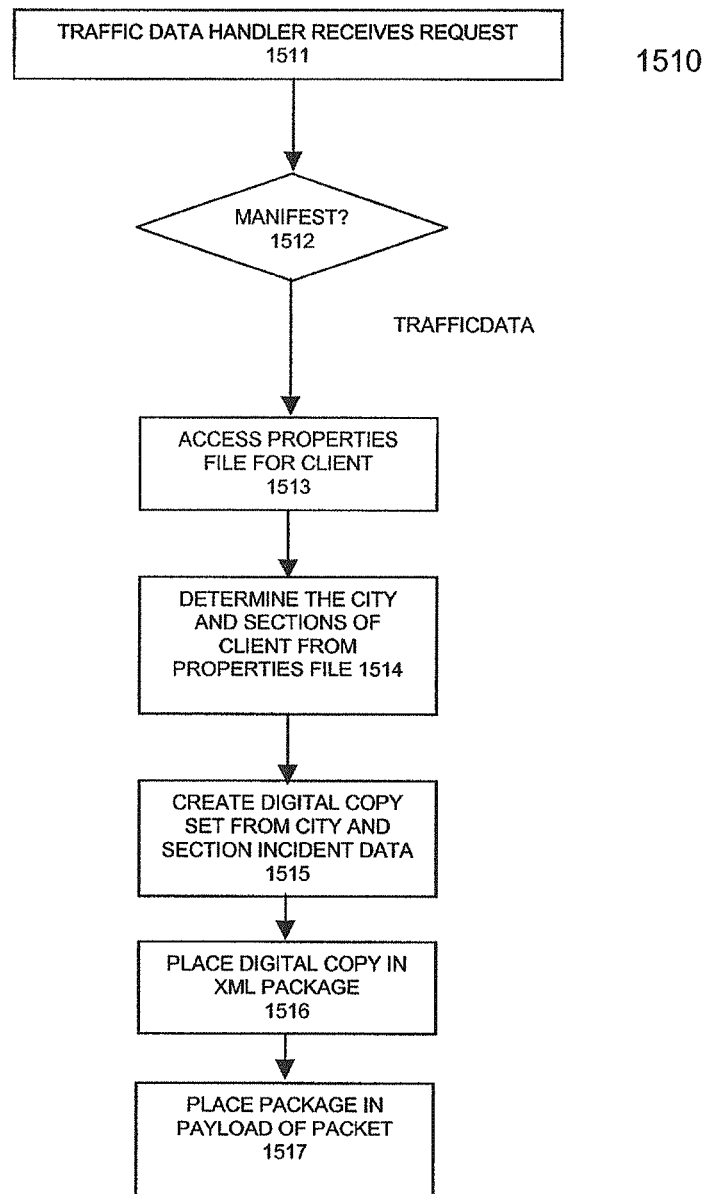 TRAFFIC DATA HANDLER RECEIVES REQUEST
1511
1510
MANIFEST?
1512
TRAFFICDATA
ACCESS PROPERTIES
FILE FOR CLIENT
1513
DETERMINE THE CITY
AND SECTIONS OF
CLIENT FROM
PROPERTIES FILE 1514
CREATE DIGITAL COPY
SET FROM CITY AND
SECTION INCIDENT DATA
1515
PLACE DIGITAL COPY IN
XML PACKAGE
1516
PLACE PACKAGE IN
PAYLOAD OF PACKET
1517